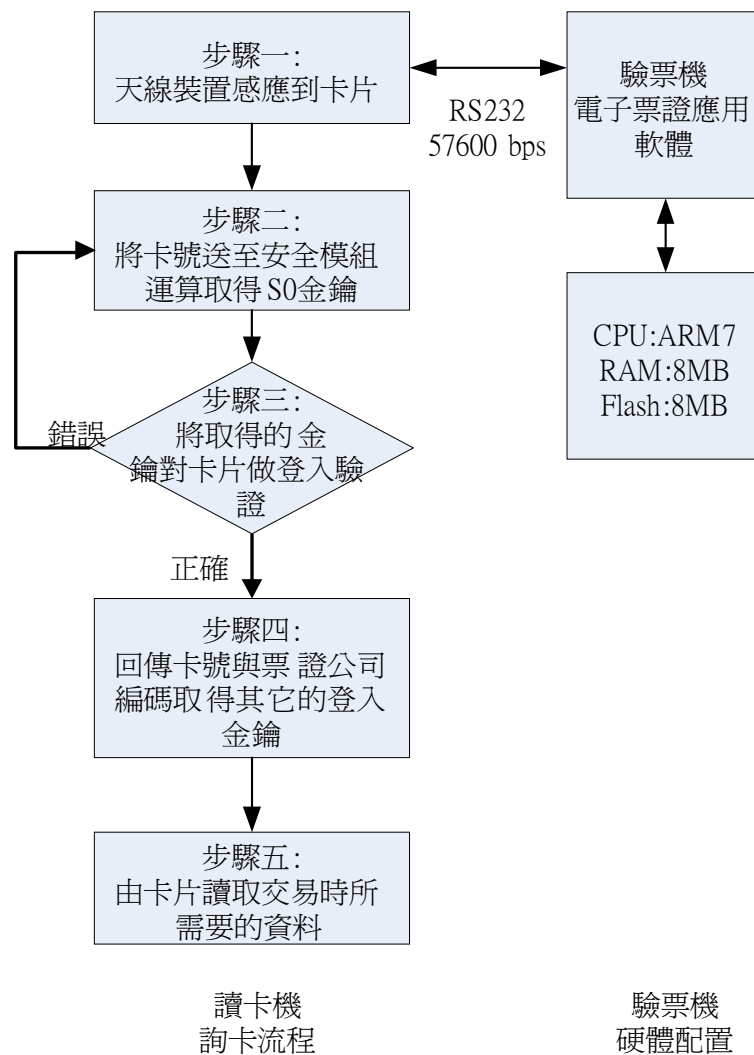 步驟一:
天線裝置感應到卡片
RS232
57600 bps
驗票機
電子票證應用
軟體
步驟二:
將卡號送至安全模組
運算取得S0金鑰
CPU:ARM7
RAM:8MB
Flash:8MB
步驟三:
將取得的金
鑰對卡片做登入驗
證
錯誤
正確
步驟四:
回傳卡號與票證公司
編碼取得其它的登入
金鑰
步驟五:
由卡片讀取交易時所
需要的資料
讀卡機
詢卡流程
驗票機
硬體配置